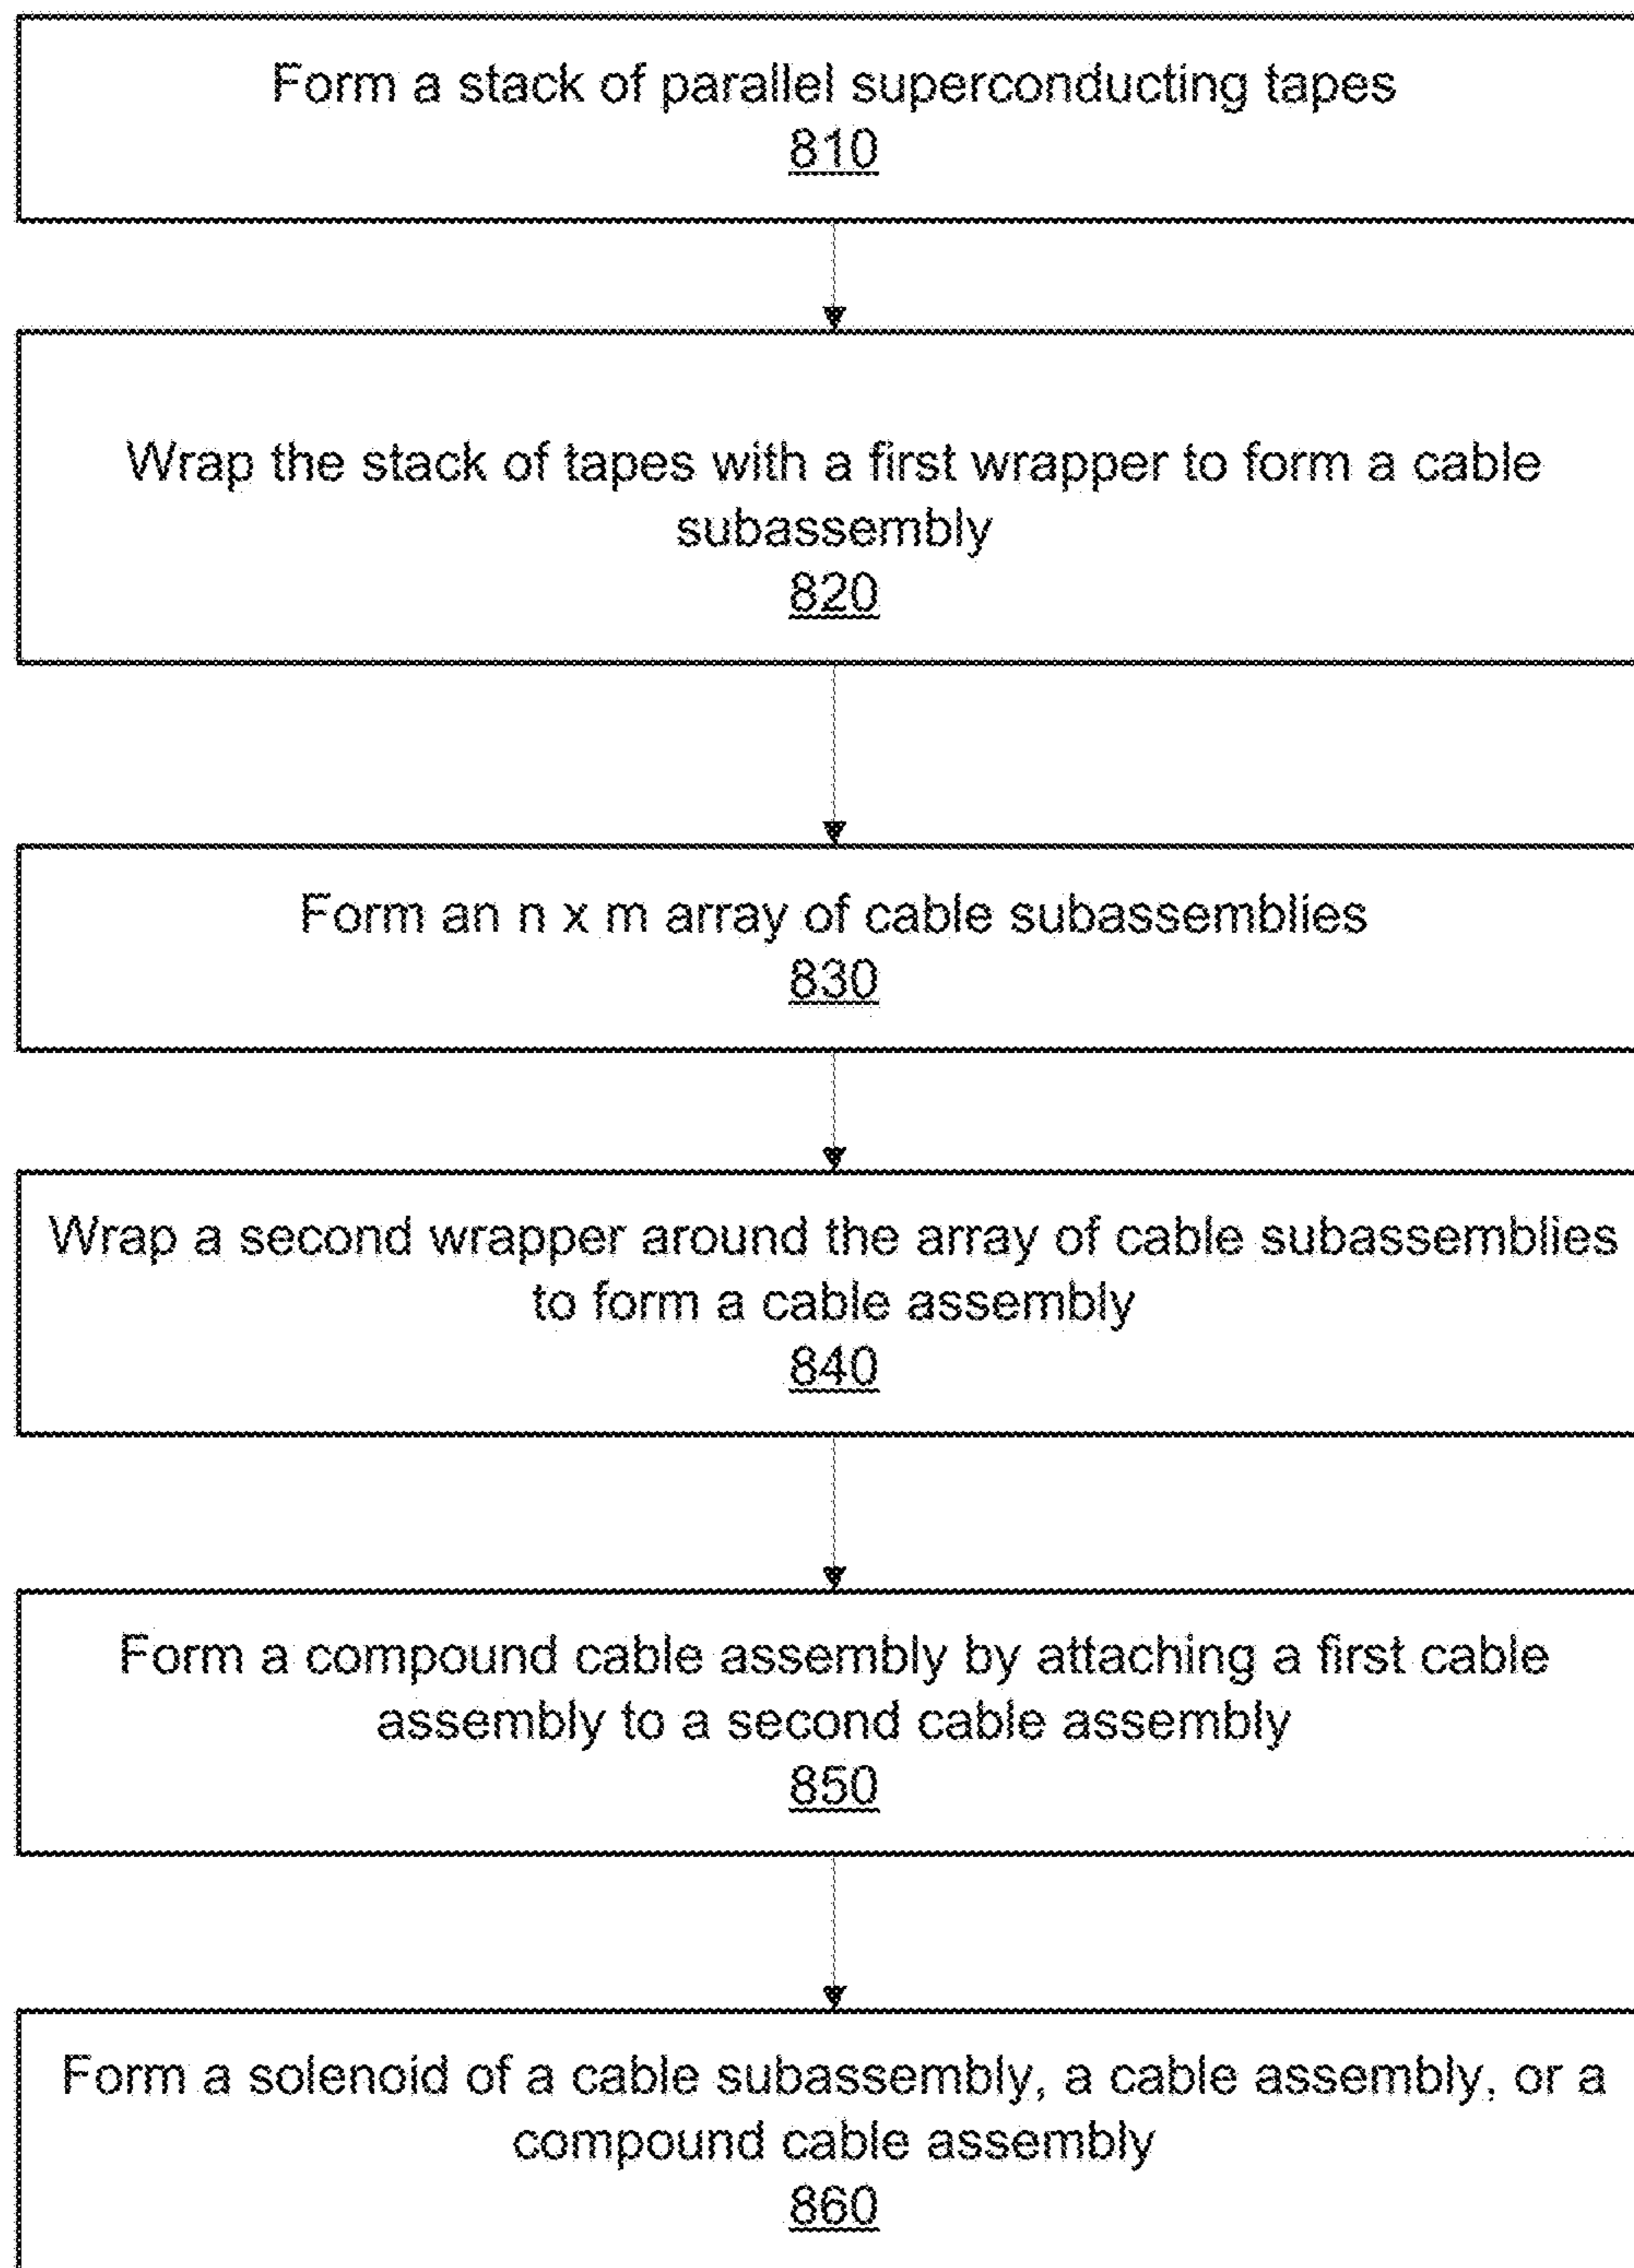 Form a stack of parallel superconducting tapes
810
Wrap the stack of tapes with a first wrapper to form a cable
subassembly
820
Form an n x m array of cable subassemblies
830
Wrap a second wrapper around the array of cable subassemblies
to form a cable assembly
840
Form a compound cable assembly by attaching a first cable
assembly to a second cable assembly
850
Form a solenoid of a cable subassembly, a cable assembly, or a
compound cable assembly
860